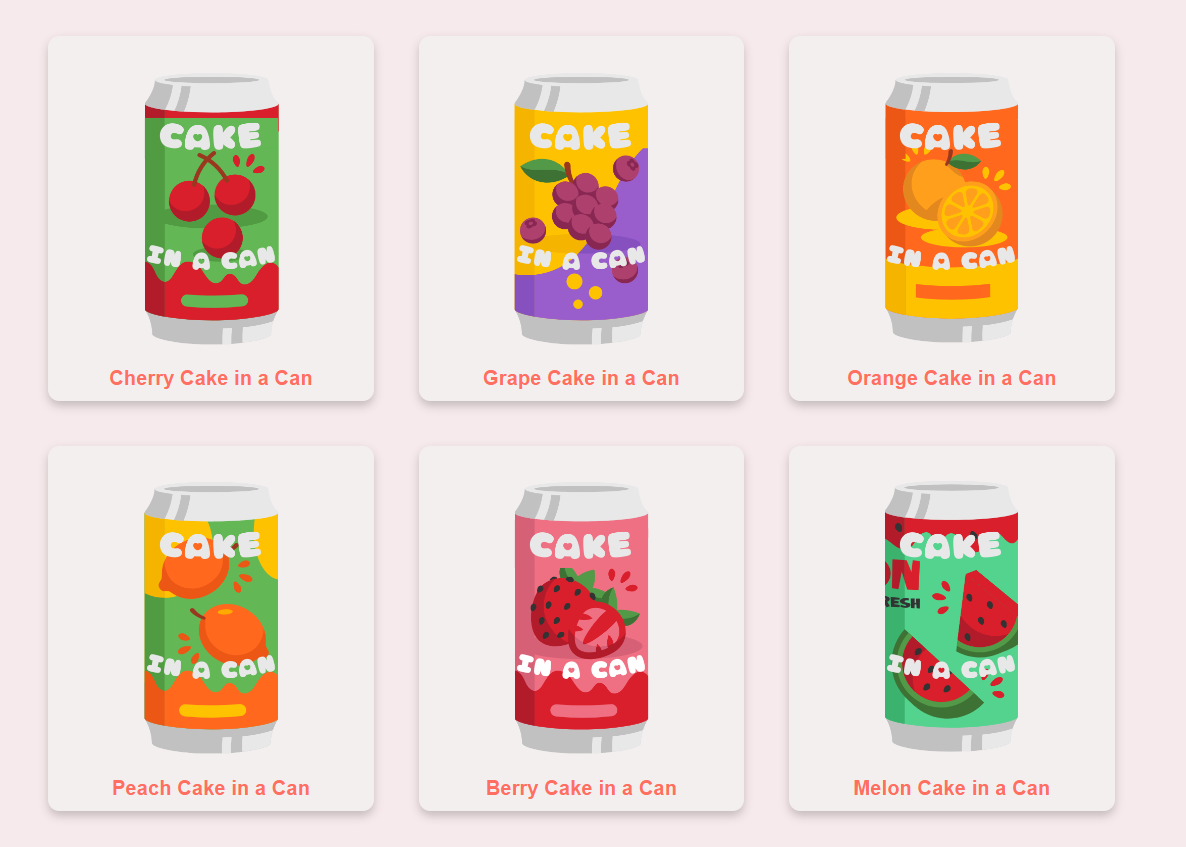 CAKE
IN A CAN
Cherry Cake in a Can
CAKE
IN A CAN
Grape Cake in a Can
CAKE
IN A CAN
Orange Cake in a Can
CAKE
IN A CAN
Peach Cake in a Can
CAKE
IN A CAN
Berry Cake in a Can
CAKE
ON
RESH
IN A CAN
Melon Cake in a Can